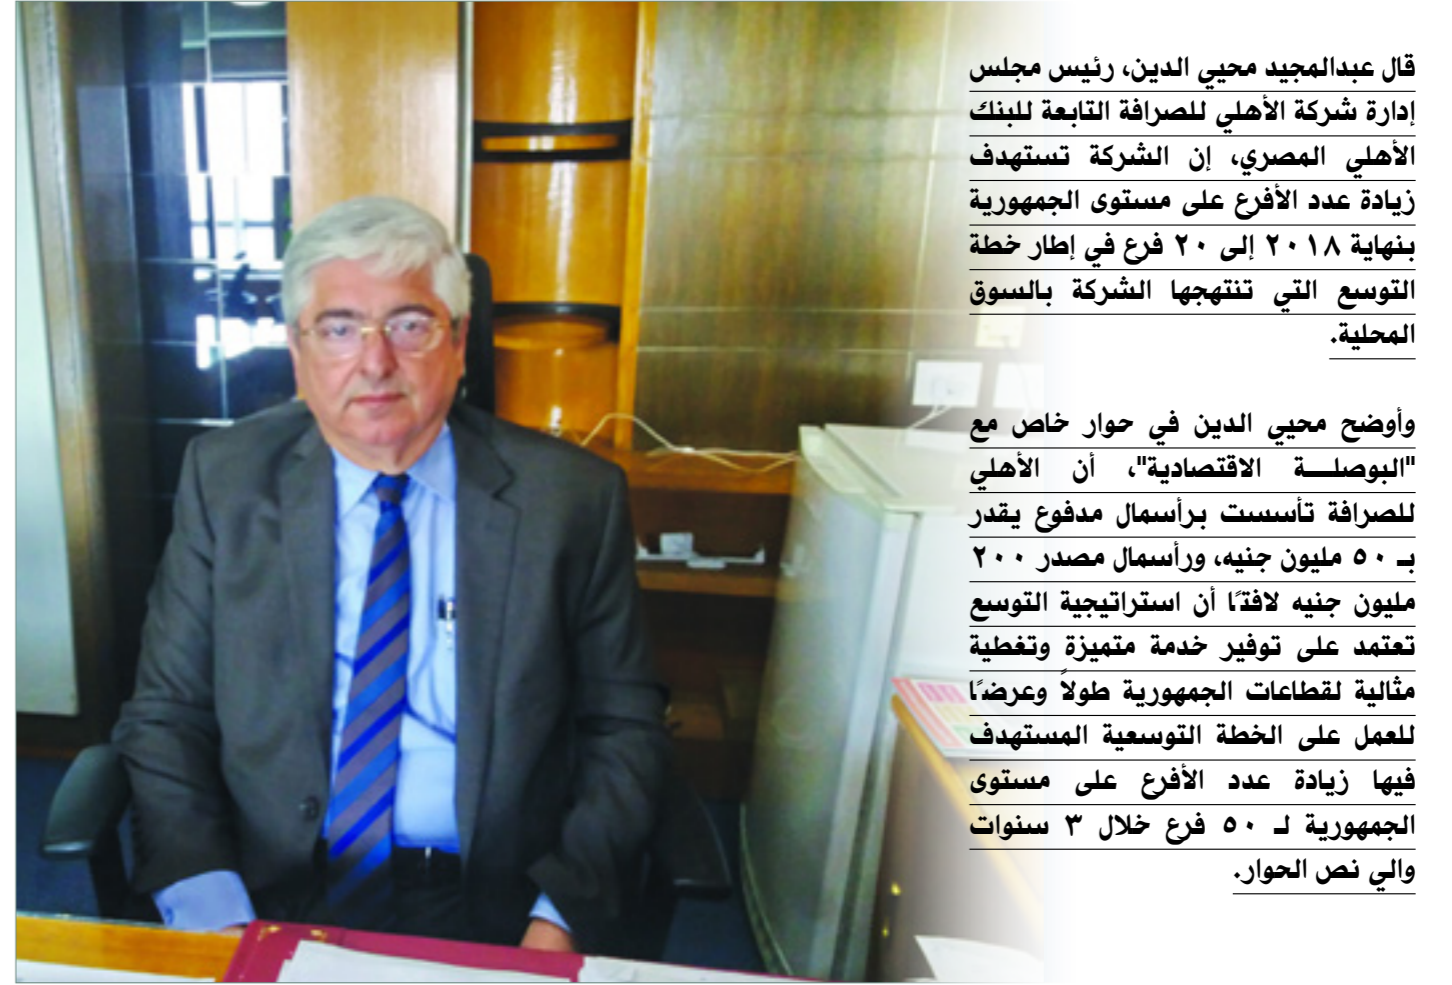 قال عبدالمجيد محيي الدين، رئيس مجلس
إدارة شركة الأهلي للصرافة التابعة للبنك
الأهلي المصري، إن الشركة تستهدف
زيادة عدد الأفرع على مستوى الجمهورية
بنهاية ٢٠١٨ إلى ٢٠ فرع في إطار خطة
التوسع التي تنتهجها الشركة بالسوق
المحلية.
وأوضح محيي الدين في حوار خاص مع
"البوصلـــة الاقتصادية"، أن الأهلي
للصرافة تأسست برأسمال مدفوع يقدر
بـ ٥٠ مليون جنيه، ورأسمال مصدر ٢٠٠
مليون جنيه لافتًا أن استراتيجية التوسع
تعتمد على توفير خدمة متميزة وتغطية
مثالية لقطاعات الجمهورية طولاً وعرضًا
للعمل على الخطة التوسعية المستهدف
فيها زيادة عدد الأفرع على مستوى
الجمهورية لـ ٥٠ فرع خلال ٣ سنوات
والي نص الحوار.